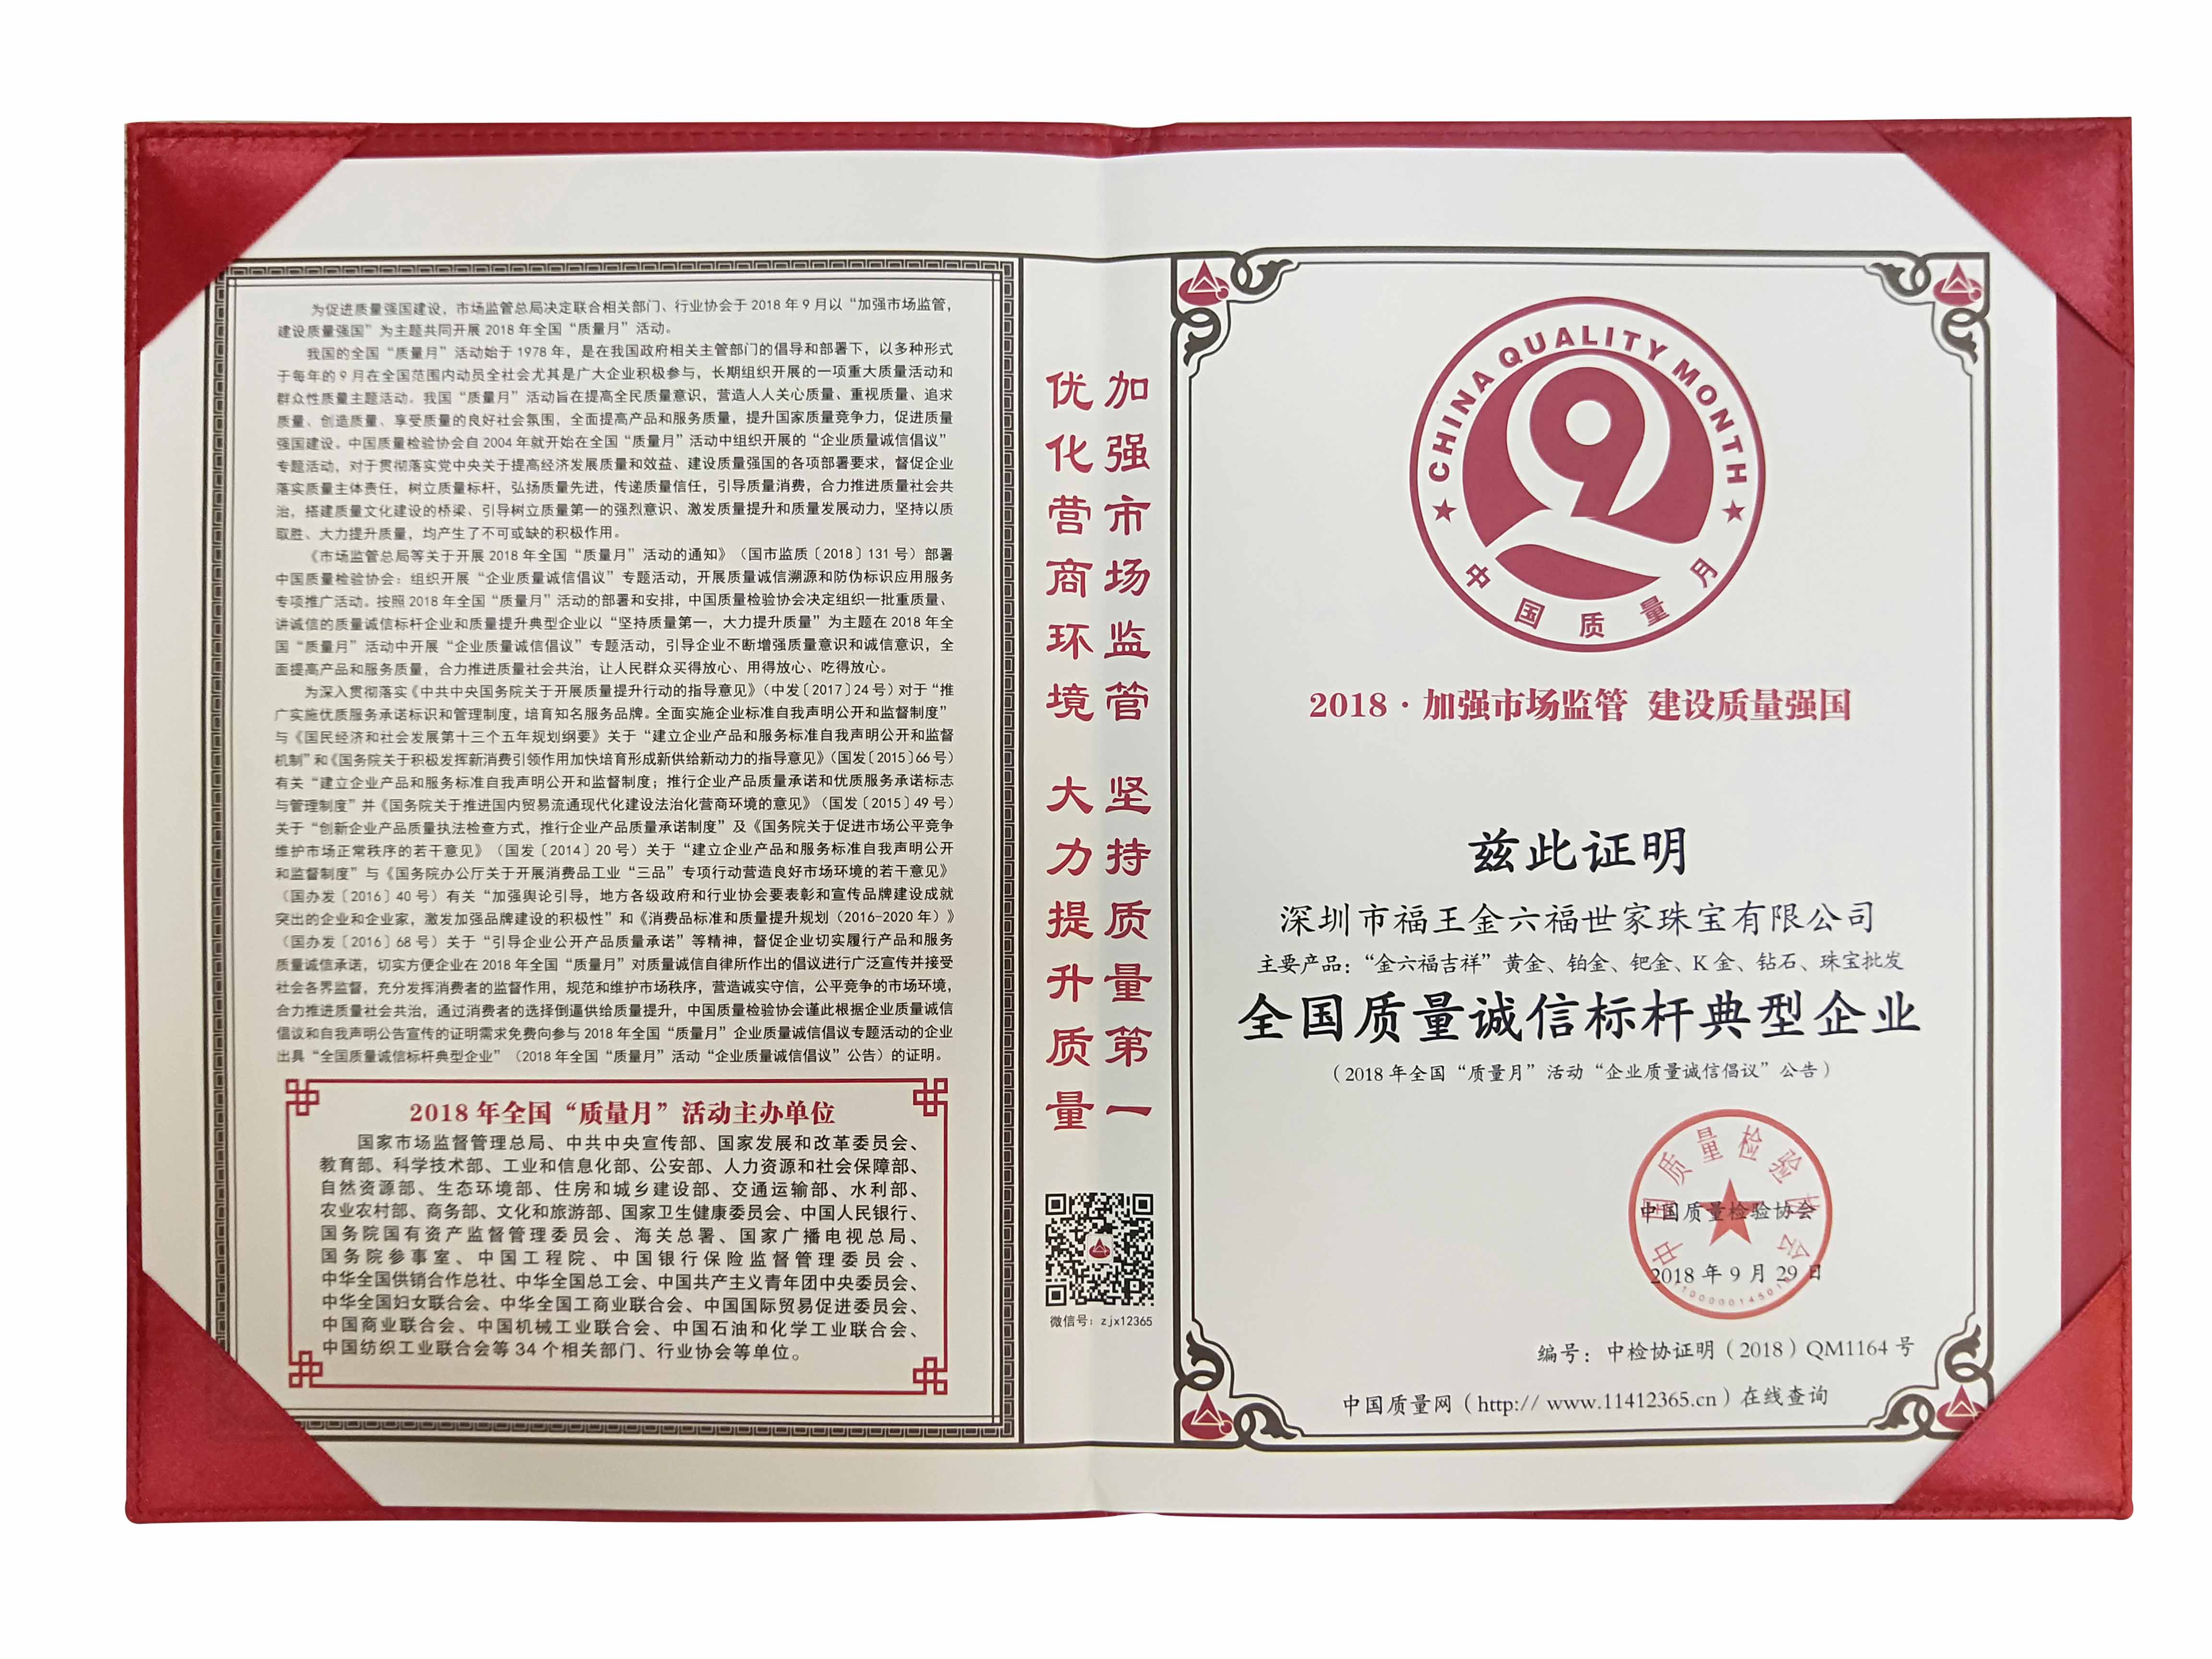 为促进质量强国建设，市场监管总局决定联合相关部门、行业协会于 2018 年 9 月以“加强市场监管，
建设质量强国”为主题共同开展 2018 年全国“质量月”活动。
我国的全国“质量月”活动始于 1978 年，是在我国政府相关主管部门的倡导和部署下，以多种形式
于每年的 9 月在全国范围内动员全社会尤其是广大企业积极参与，长期组织开展的一项重大质量活动和
群众性质量主题活动。我国“质量月”活动旨在提高全民质量意识，营造人人关心质量、重视质量、追求
质量、创造质量、享受质量的良好社会氛围，全面提高产品和服务质量，提升国家质量竞争力，促进质量
强国建设。中国质量检验协会自 2004 年就开始在全国“质量月”活动中组织开展的“企业质量诚信倡议”
专题活动，对于贯彻落实党中央关于提高经济发展质量和效益、建设质量强国的各项部署要求，督促企业
落实质量主体责任，树立质量标杆，弘扬质量先进，传递质量信任，引导质量消费，合力推进质量社会共
治，搭建质量文化建设的桥梁、引导树立质量第一的强烈意识、激发质量提升和质量发展动力，坚持以质
取胜、大力提升质量，均产生了不可或缺的积极作用。
《市场监管总局等关于开展 2018 年全国“质量月”活动的通知》（国市监质〔2018〕131 号）部署
中国质量检验协会：组织开展“企业质量诚信倡议”专题活动，开展质量诚信溯源和防伪标识应用服务
专项推广活动。按照 2018 年全国“质量月”活动的部署和安排，中国质量检验协会决定组织一批重质量、
讲诚信的质量诚信标杆企业和质量提升典型企业以“坚持质量第一，大力提升质量”为主题在 2018 年全
国“质量月”活动中开展“企业质量诚信倡议”专题活动，引导企业不断增强质量意识和诚信意识，全
面提高产品和服务质量，合力推进质量社会共治，让人民群众买得放心、用得放心、吃得放心。
为深入贯彻落实《中共中央国务院关于开展质量提升行动的指导意见》（中发〔2017〕24 号）对于“推
广实施优质服务承诺标识和管理制度，培育知名服务品牌。全面实施企业标准自我声明公开和监督制度”
与《国民经济和社会发展第十三个五年规划纲要》关于“建立企业产品和服务标准自我声明公开和监督
机制”和《国务院关于积极发挥新消费引领作用加快培育形成新供给新动力的指导意见》（国发〔2015〕66 号）
有关“建立企业产品和服务标准自我声明公开和监督制度；推行企业产品质量承诺和优质服务承诺标志
与管理制度”并《国务院关于推进国内贸易流通现代化建设法治化营商环境的意见》（国发〔2015〕49 号）
关于“创新企业产品质量执法检查方式，推行企业产品质量承诺制度”及《国务院关于促进市场公平竞争
维护市场正常秩序的若干意见》（国发〔2014〕20 号）关于“建立企业产品和服务标准自我声明公开
和监督制度”与《国务院办公厅关于开展消费品工业“三品”专项行动营造良好市场环境的若干意见》
（国办发〔2016〕40 号）有关“加强舆论引导，地方各级政府和行业协会要表彰和宣传品牌建设成就
突出的企业和企业家，激发加强品牌建设的积极性”和《消费品标准和质量提升规划（2016-2020 年）》
（国办发〔2016〕68 号）关于“引导企业公开产品质量承诺”等精神，督促企业切实履行产品和服务
质量诚信承诺，切实方便企业在 2018 年全国“质量月”对质量诚信自律所作出的倡议进行广泛宣传并接受
社会各界监督，充分发挥消费者的监督作用，规范和维护市场秩序，营造诚实守信，公平竞争的市场环境，
合力推进质量社会共治，通过消费者的选择倒逼供给质量提升，中国质量检验协会谨此根据企业质量诚信
倡议和自我声明公告宣传的证明需求免费向参与 2018 年全国“质量月”企业质量诚信倡议专题活动的企业
出具“全国质量诚信标杆典型企业”（2018 年全国“质量月”活动“企业质量诚信倡议”公告）的证明。
2018 年全国“质量月”活动主办单位
国家市场监督管理总局、中共中央宣传部、国家发展和改革委员会、
教育部、科学技术部、工业和信息化部、公安部、人力资源和社会保障部、
自然资源部、生态环境部、住房和城乡建设部、交通运输部、水利部、
农业农村部、商务部、文化和旅游部、国家卫生健康委员会、中国人民银行、
国务院国有资产监督管理委员会、海关总署、国家广播电视总局、
国务院参事室、中国工程院、中国银行保险监督管理委员会、
中华全国供销合作总社、中华全国总工会、中国共产主义青年团中央委员会、
中华全国妇女联合会、中华全国工商业联合会、中国国际贸易促进委员会、
中国商业联合会、中国机械工业联合会、中国石油和化学工业联合会、
中国纺织工业联合会等 34 个相关部门、行业协会等单位。
加强市场监管 坚持质量第一
优化营商环境 大力提升质量
微信号：zjx12365
CHINA QUALITY MONTH
9
中国质量月
2018·加强市场监管 建设质量强国
兹此证明
深圳市福王金六福世家珠宝有限公司
主要产品：“金六福吉祥”黄金、铂金、钯金、K 金、钻石、珠宝批发
全国质量诚信标杆典型企业
（2018 年全国“质量月”活动“企业质量诚信倡议”公告）
中国质量检验协会
中国质量检验协会
2018 年 9 月 29 日
编号：中检协证明（2018）QM1164 号
中国质量网（http:// www.11412365.cn）在线查询